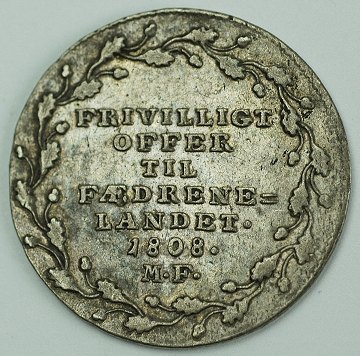 FRIVILLIGT
OFFER
TIL
FÆDRENE=
LANDET.
1808.
M.F.